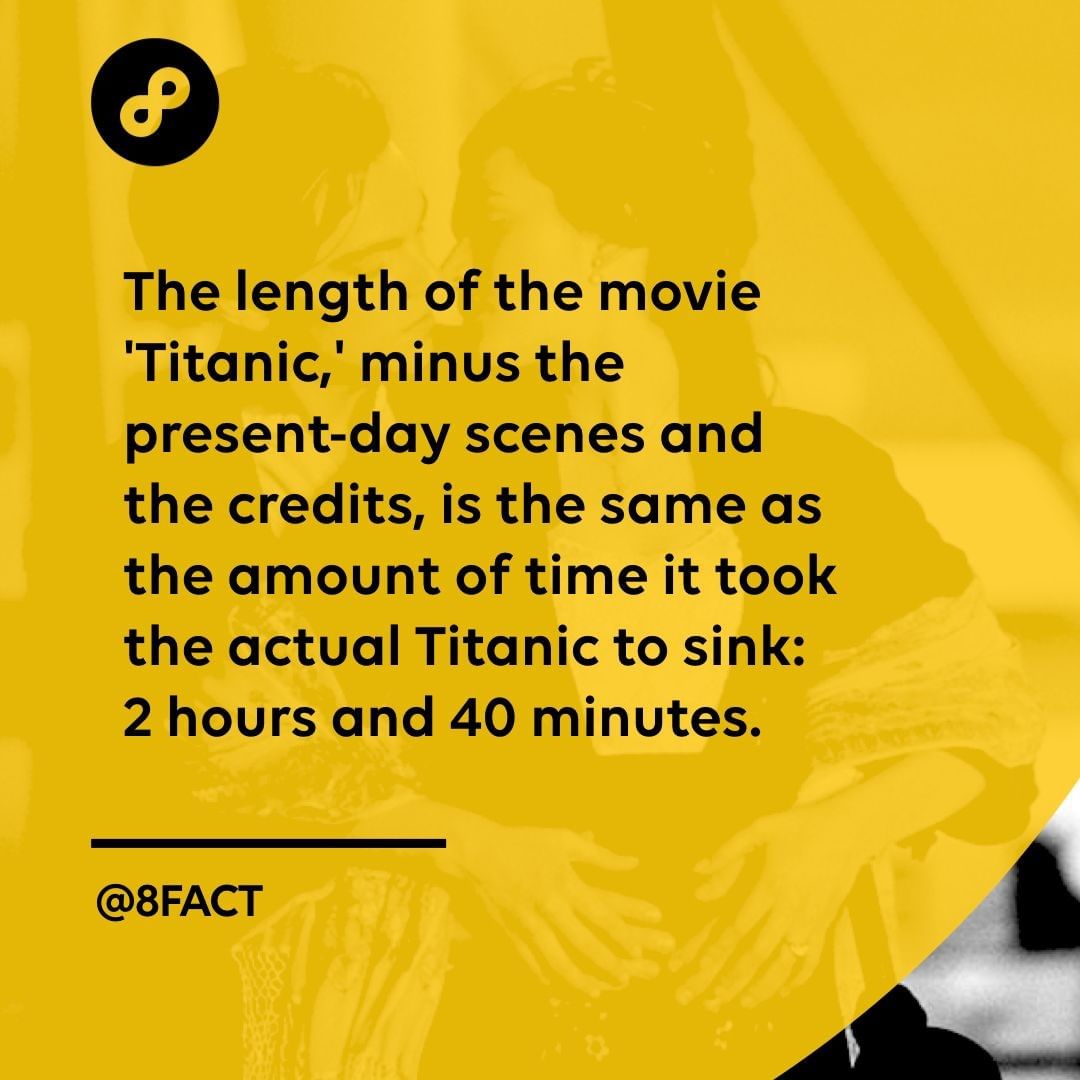 The length of the movie
'Titanic,' minus the
present-day scenes and
the credits, is the same as
the amount of time it took
the actual Titanic to sink:
2 hours and 40 minutes.
@8FACT